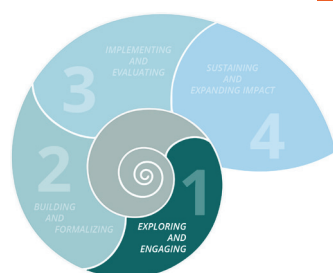 1
EXPLORING
AND
ENGAGING
2
BUILDING
AND
FORMALIZING
3
IMPLEMENTING
AND
EVALUATING
4
SUSTAINING
AND
EXPANDING IMPACT